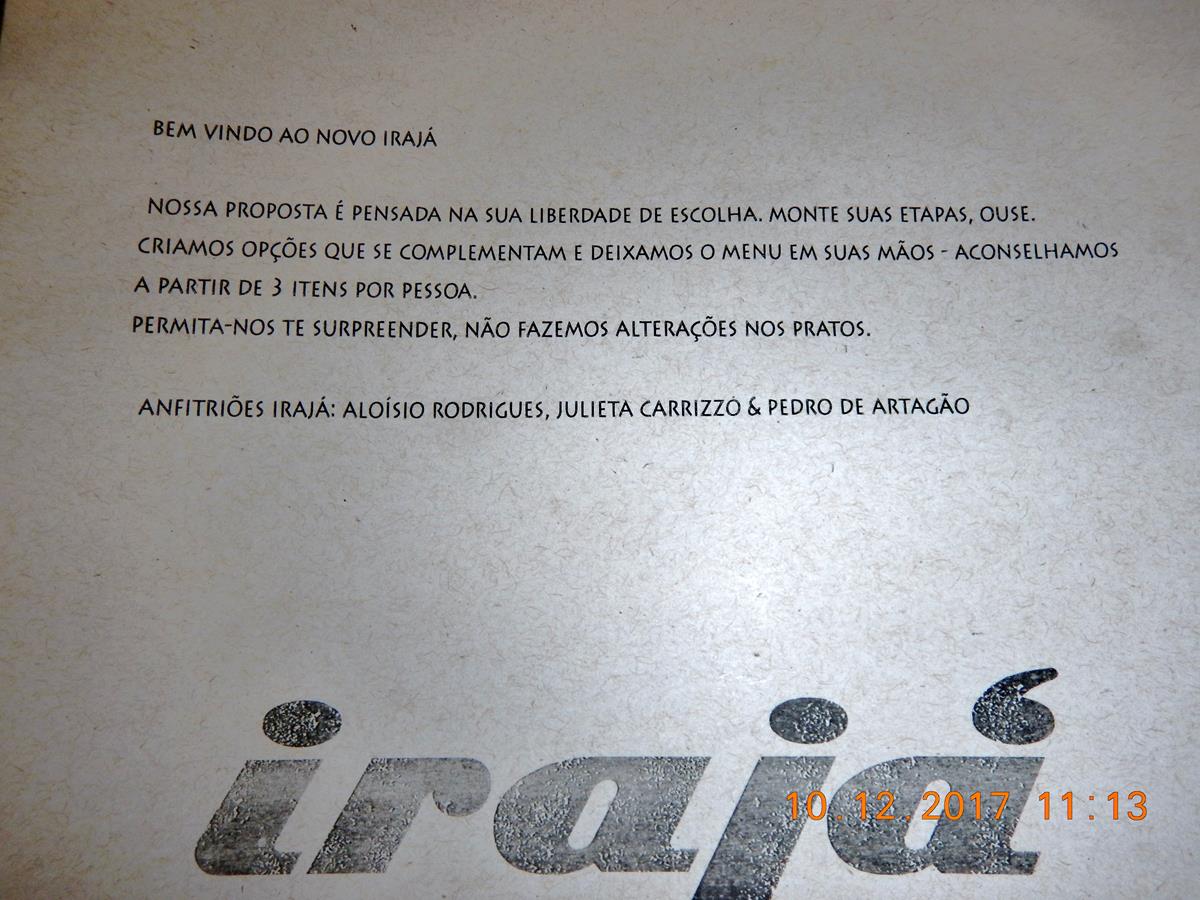 BEM VINDO AO NOVO IRAJÁ
NOSSA PROPOSTA É PENSADA NA SUA LIBERDADE DE ESCOLHA. MONTE SUAS ETAPAS, OUSE.
CRIAMOS OPÇÕES QUE SE COMPLEMENTAM E DEIXAMOS O MENU EM SUAS MÃOS - ACONSELHAMOS
A PARTIR DE 3 ITENS POR PESSOA.
PERMITA-NOS TE SURPREENDER, NÃO FAZEMOS ALTERAÇÕES NOS PRATOS.
ANFITRIÕES IRAJÁ: ALOÍSIO RODRIGUES, JULIETA CARRIZZÓ & PEDRO DE ARTAGÃO
irajá
10.12.2017 11:13